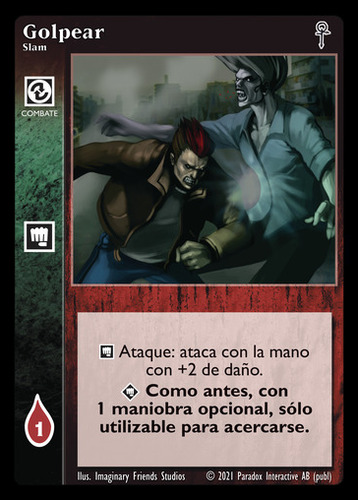 Golpear
Slam
COMBATE
Ataque: ataca con la mano
con +2 de daño.
Como antes, con
1 maniobra opcional, sólo
utilizable para acercarse.
1
Ilus. Imaginary Friends Studios © 2021 Paradox Interactive AB (publ)